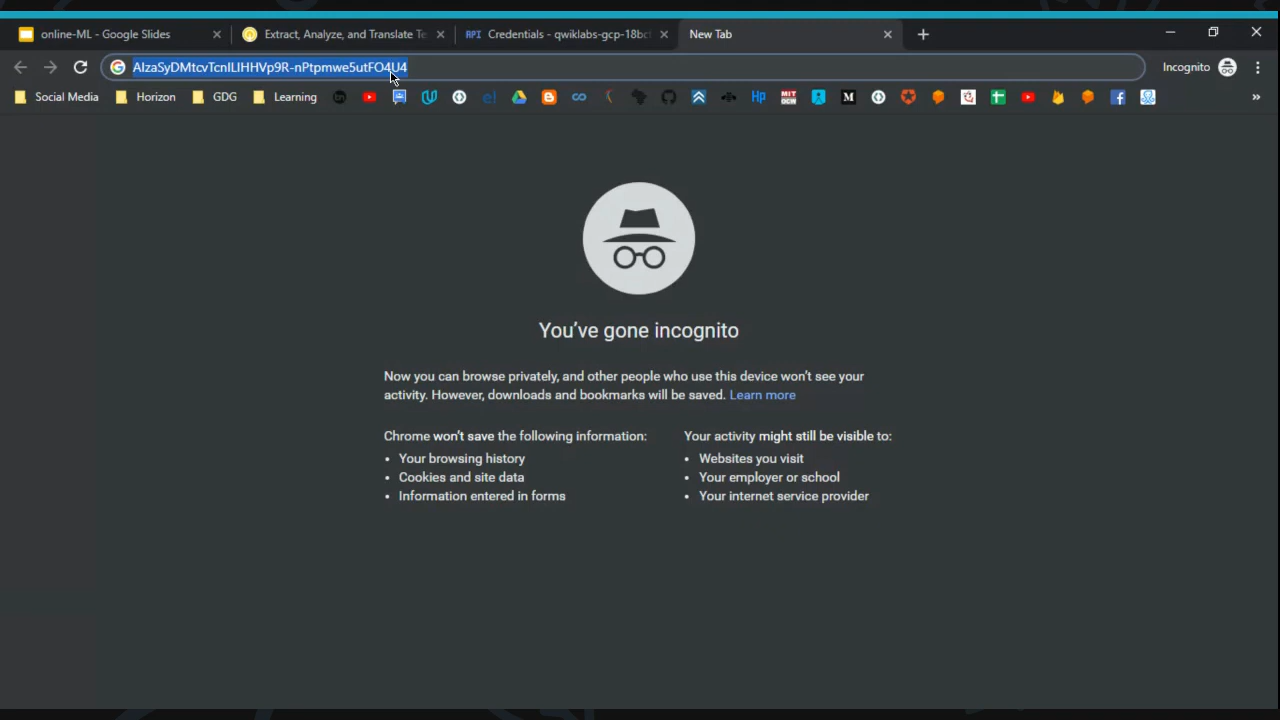 online-ML - Google Slides
Extract, Analyze, and Translate Te
API Credentials - qwiklabs-gcp-18bc
New Tab
Incognito
Social Media
Horizon
GDG
Learning
Hp
MIT
OCW
M
»
You've gone incognito
Now you can browse privately, and other people who use this device won't see your
activity. However, downloads and bookmarks will be saved. Learn more
Chrome won't save the following information:
• Your browsing history
• Cookies and site data
• Information entered in forms
Your activity might still be visible to:
• Websites you visit
• Your employer or school
• Your internet service provider